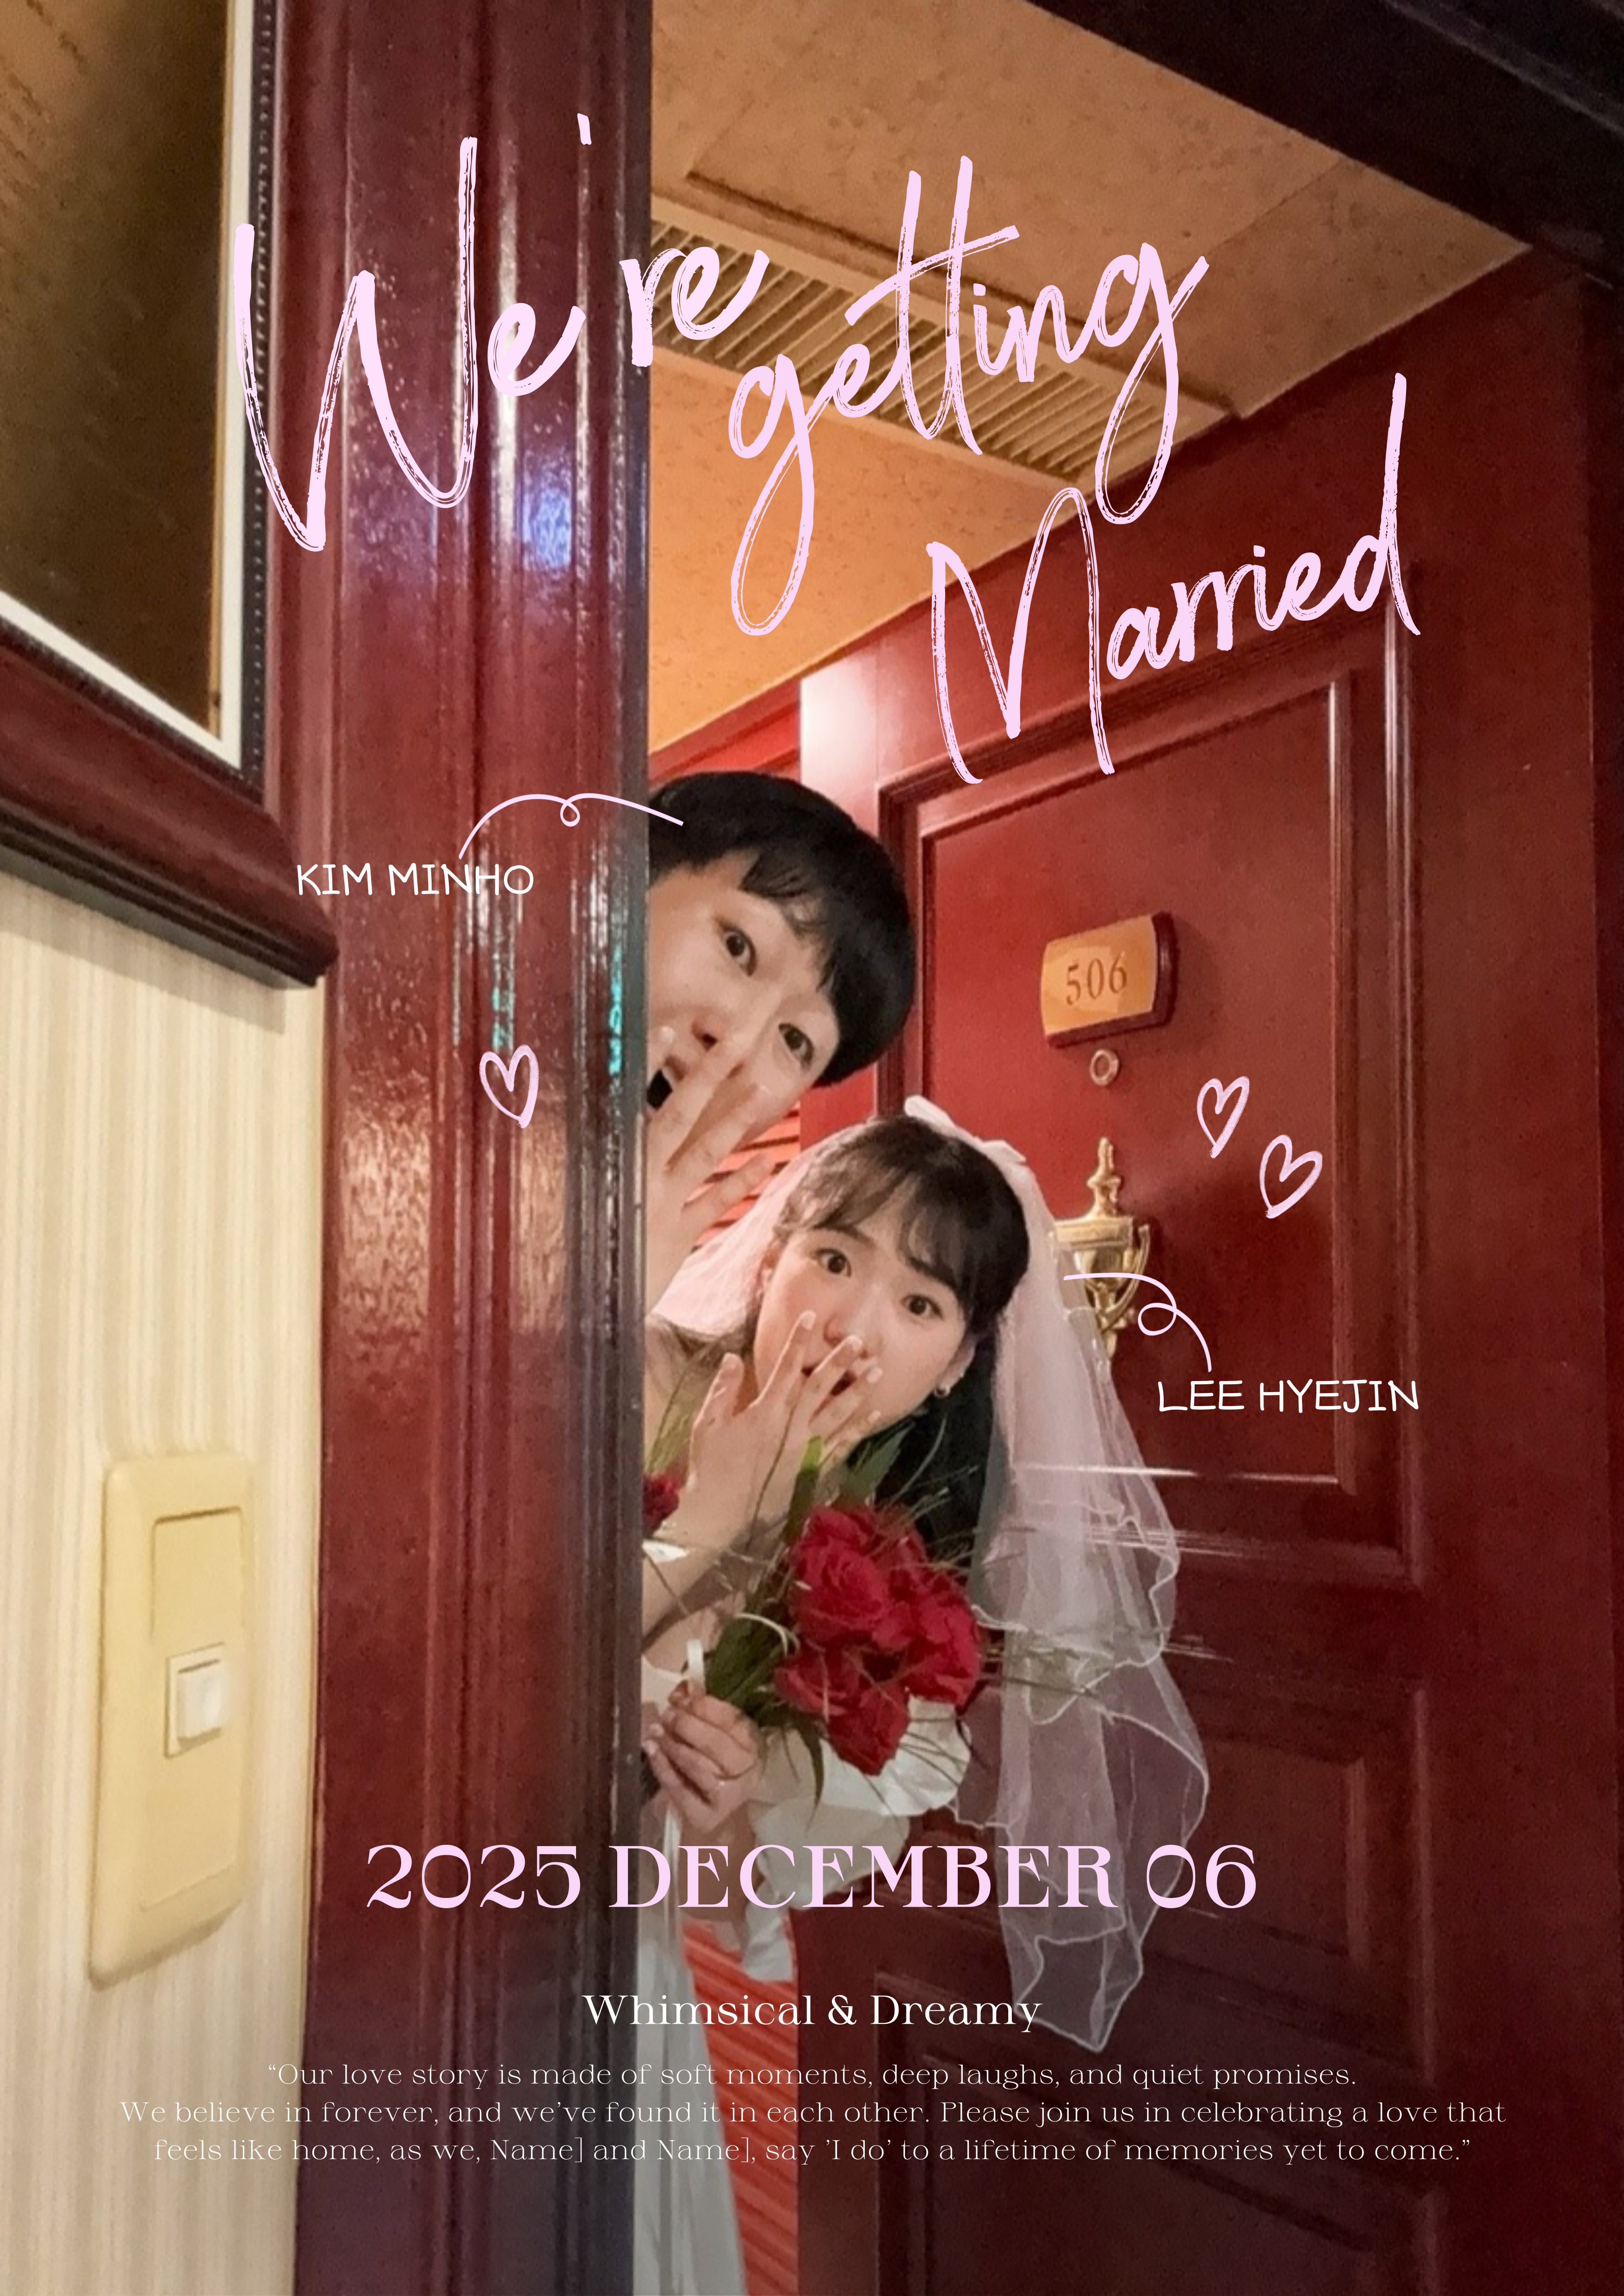 We're
getting
Married
KIM MINHO
506
LEE HYEJIN
2025 DECEMBER 06
Whimsical & Dreamy
“Our love story is made of soft moments, deep laughs, and quiet promises.
We believe in forever, and we’ve found it in each other. Please join us in celebrating a love that
feels like home, as we, Name] and Name], say ’I do’ to a lifetime of memories yet to come.”